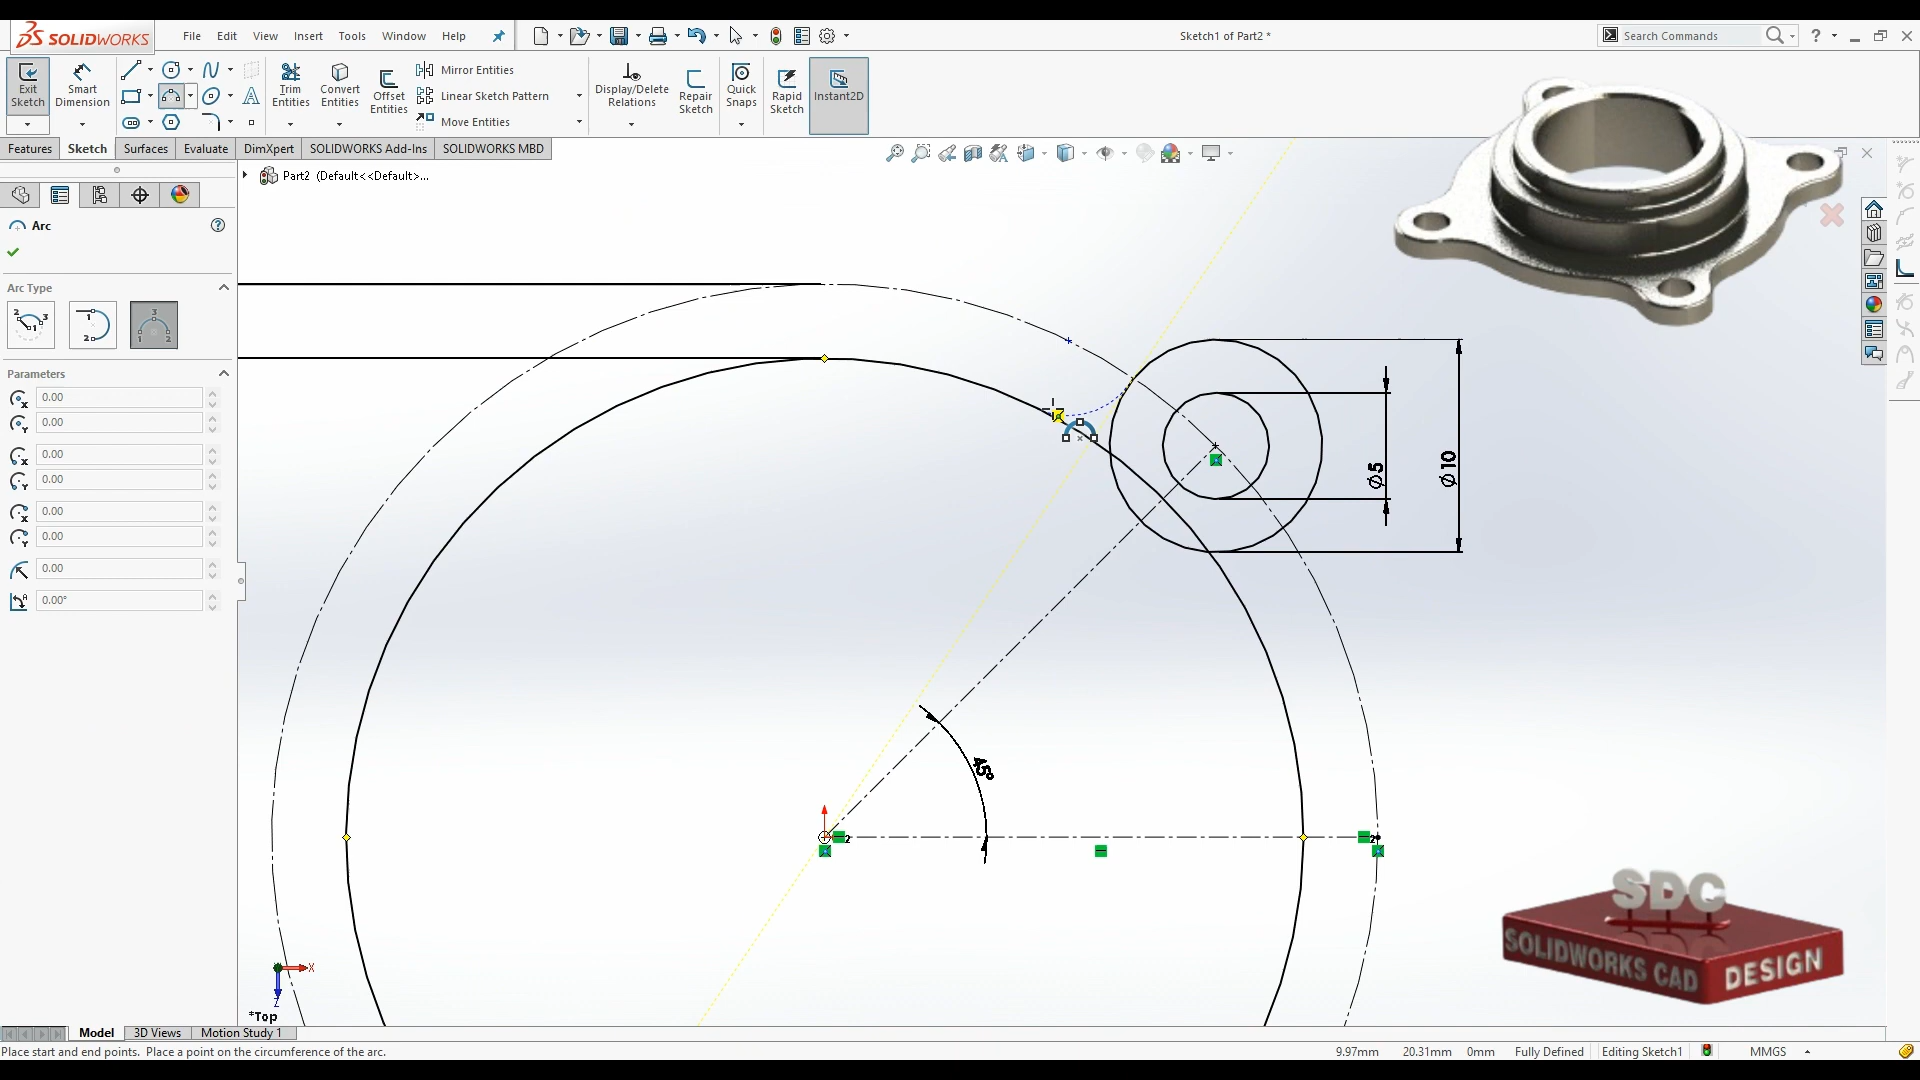 SOLIDWORKS
File Edit View Insert Tools Window Help
Sketch1 of Part2 *
Search Commands
?
Exit Sketch
Smart Dimension
Trim Entities
Convert Entities
Offset Entities
Mirror Entities
Linear Sketch Pattern
Move Entities
Display/Delete Relations
Repair Sketch
Quick Snaps
Rapid Sketch
Instant2D
Features Sketch Surfaces Evaluate DimXpert SOLIDWORKS Add-Ins SOLIDWORKS MBD
Part2 (Default<<Default>...
Arc
Arc Type
Parameters
0.00
0.00
0.00
0.00
0.00
0.00
0.00
0.00°
Ø5
Ø10
45°
2
2
X
Z
*Top
SDC
SOLIDWORKS CAD DESIGN
Model 3D Views Motion Study 1
Place start and end points. Place a point on the circumference of the arc.
9.97mm 20.31mm 0mm Fully Defined Editing Sketch1 MMGS